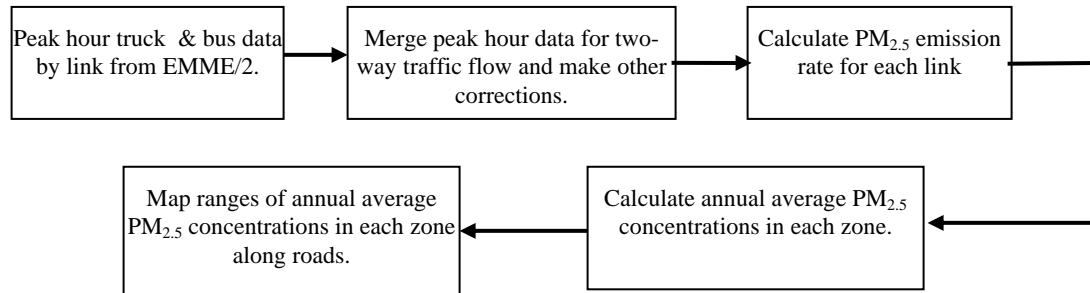 Peak hour truck & bus data
by link from EMME/2.
Merge peak hour data for two-
way traffic flow and make other
corrections.
Calculate PM2.5 emission
rate for each link
Calculate annual average PM2.5
concentrations in each zone.
Map ranges of annual average
PM2.5 concentrations in each zone
along roads.